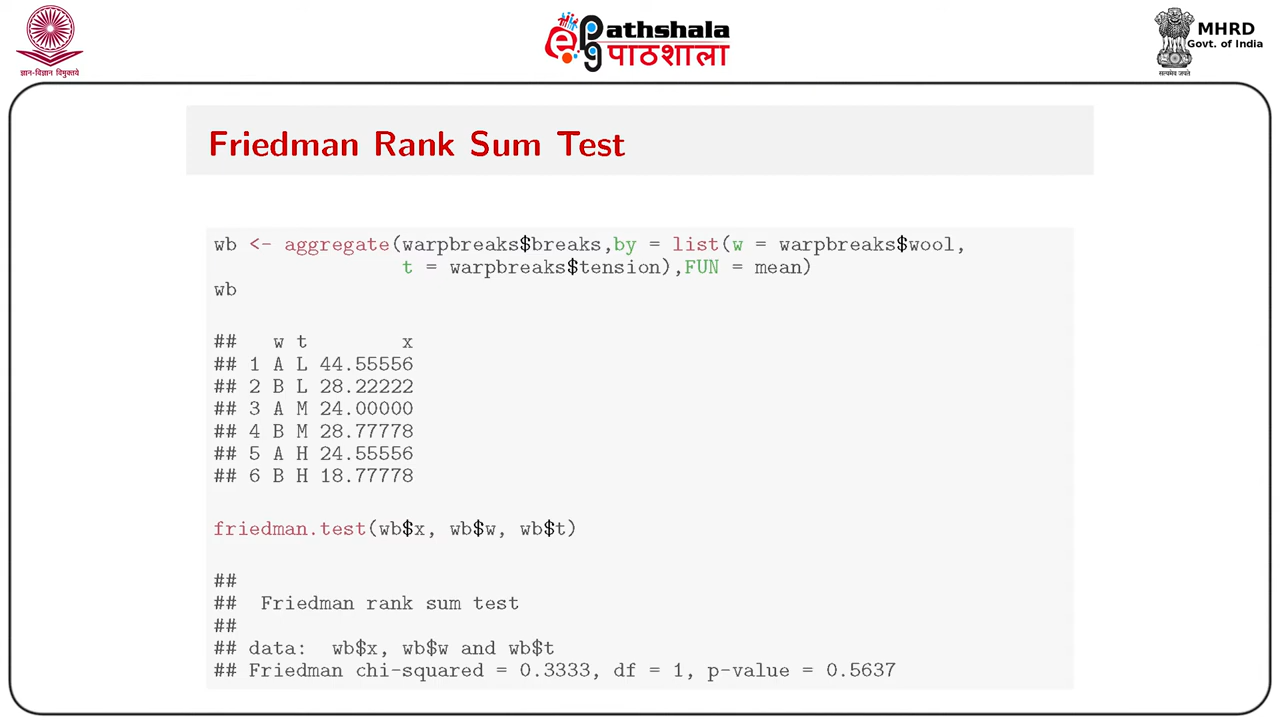 ज्ञान-विज्ञान विमुक्तये
epg Pathshala
पाठशाला
MHRD
Govt. of India
सत्यमेव जयते
Friedman Rank Sum Test
wb <- aggregate(warpbreaks$breaks,by = list(w = warpbreaks$wool,
t = warpbreaks$tension),FUN = mean)
wb
## w t x
## 1 A L 44.55556
## 2 B L 28.22222
## 3 A M 24.00000
## 4 B M 28.77778
## 5 A H 24.55556
## 6 B H 18.77778
friedman.test(wb$x, wb$w, wb$t)
##
## Friedman rank sum test
##
## data: wb$x, wb$w and wb$t
## Friedman chi-squared = 0.3333, df = 1, p-value = 0.5637